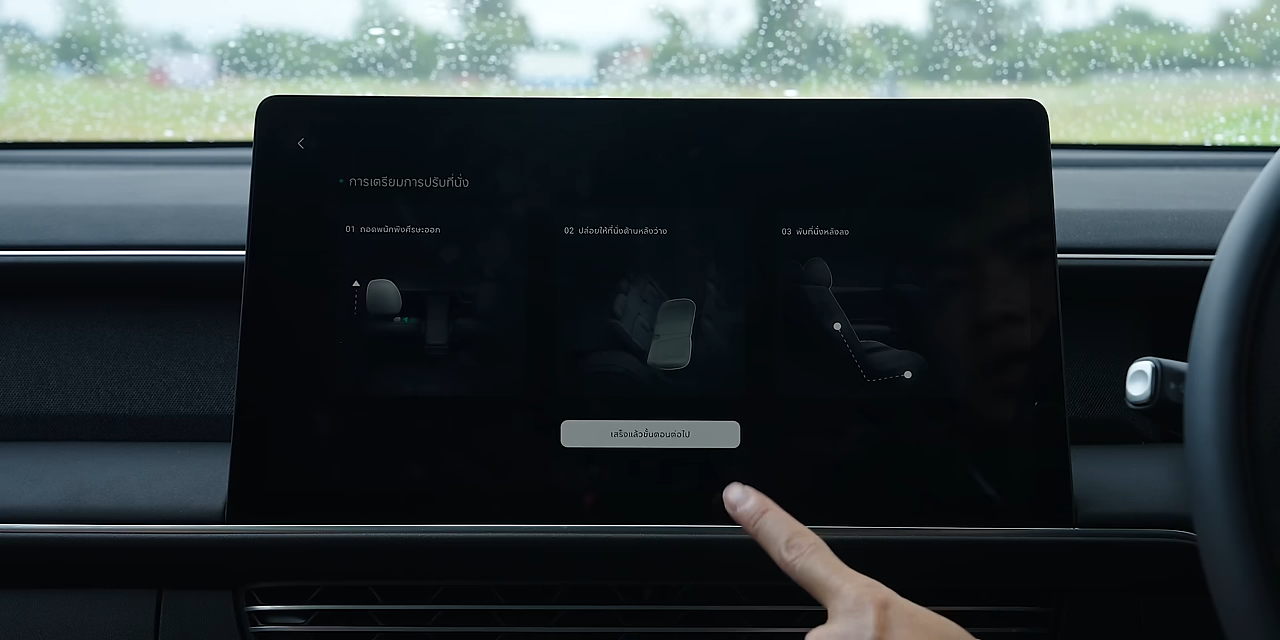 การเตรียมการปรับที่นั่ง
01 ถอดพนักพิงศีรษะออก
02 ปล่อยให้ที่นั่งด้านหลังว่าง
03 พับที่นั่งหลังลง
เสร็จแล้วขั้นตอนต่อไป